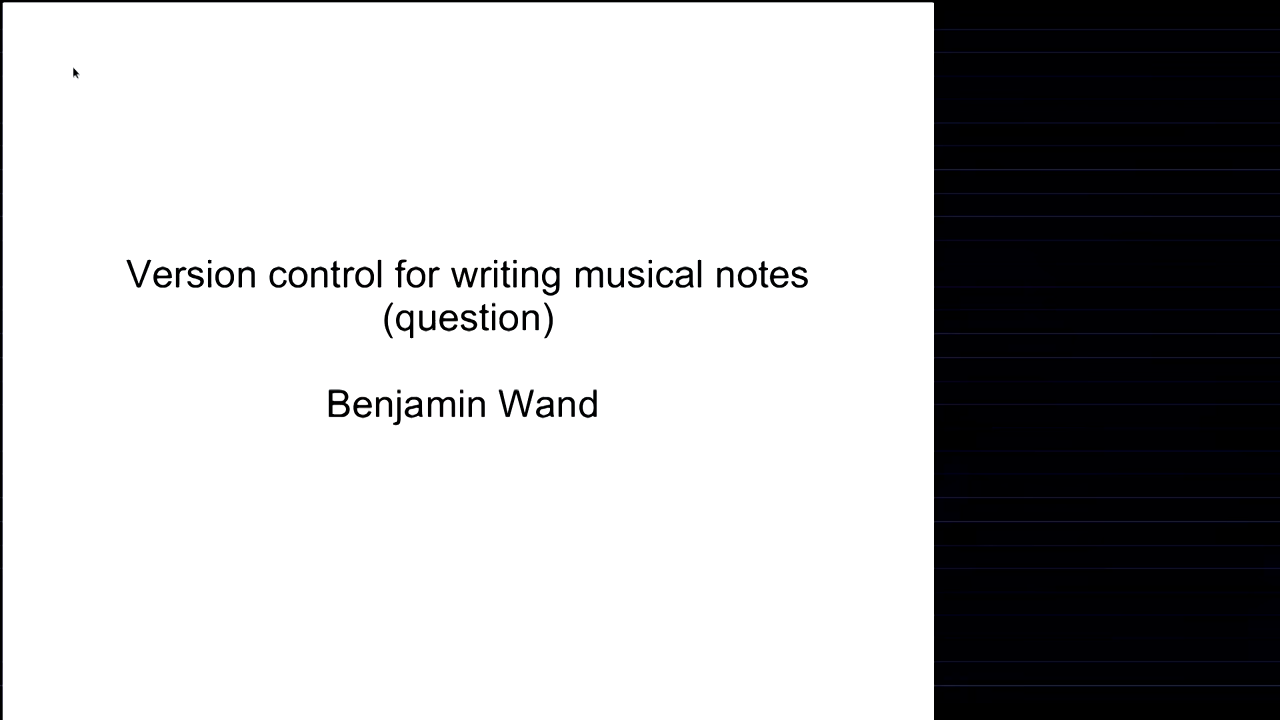 Version control for writing musical notes
(question)
Benjamin Wand